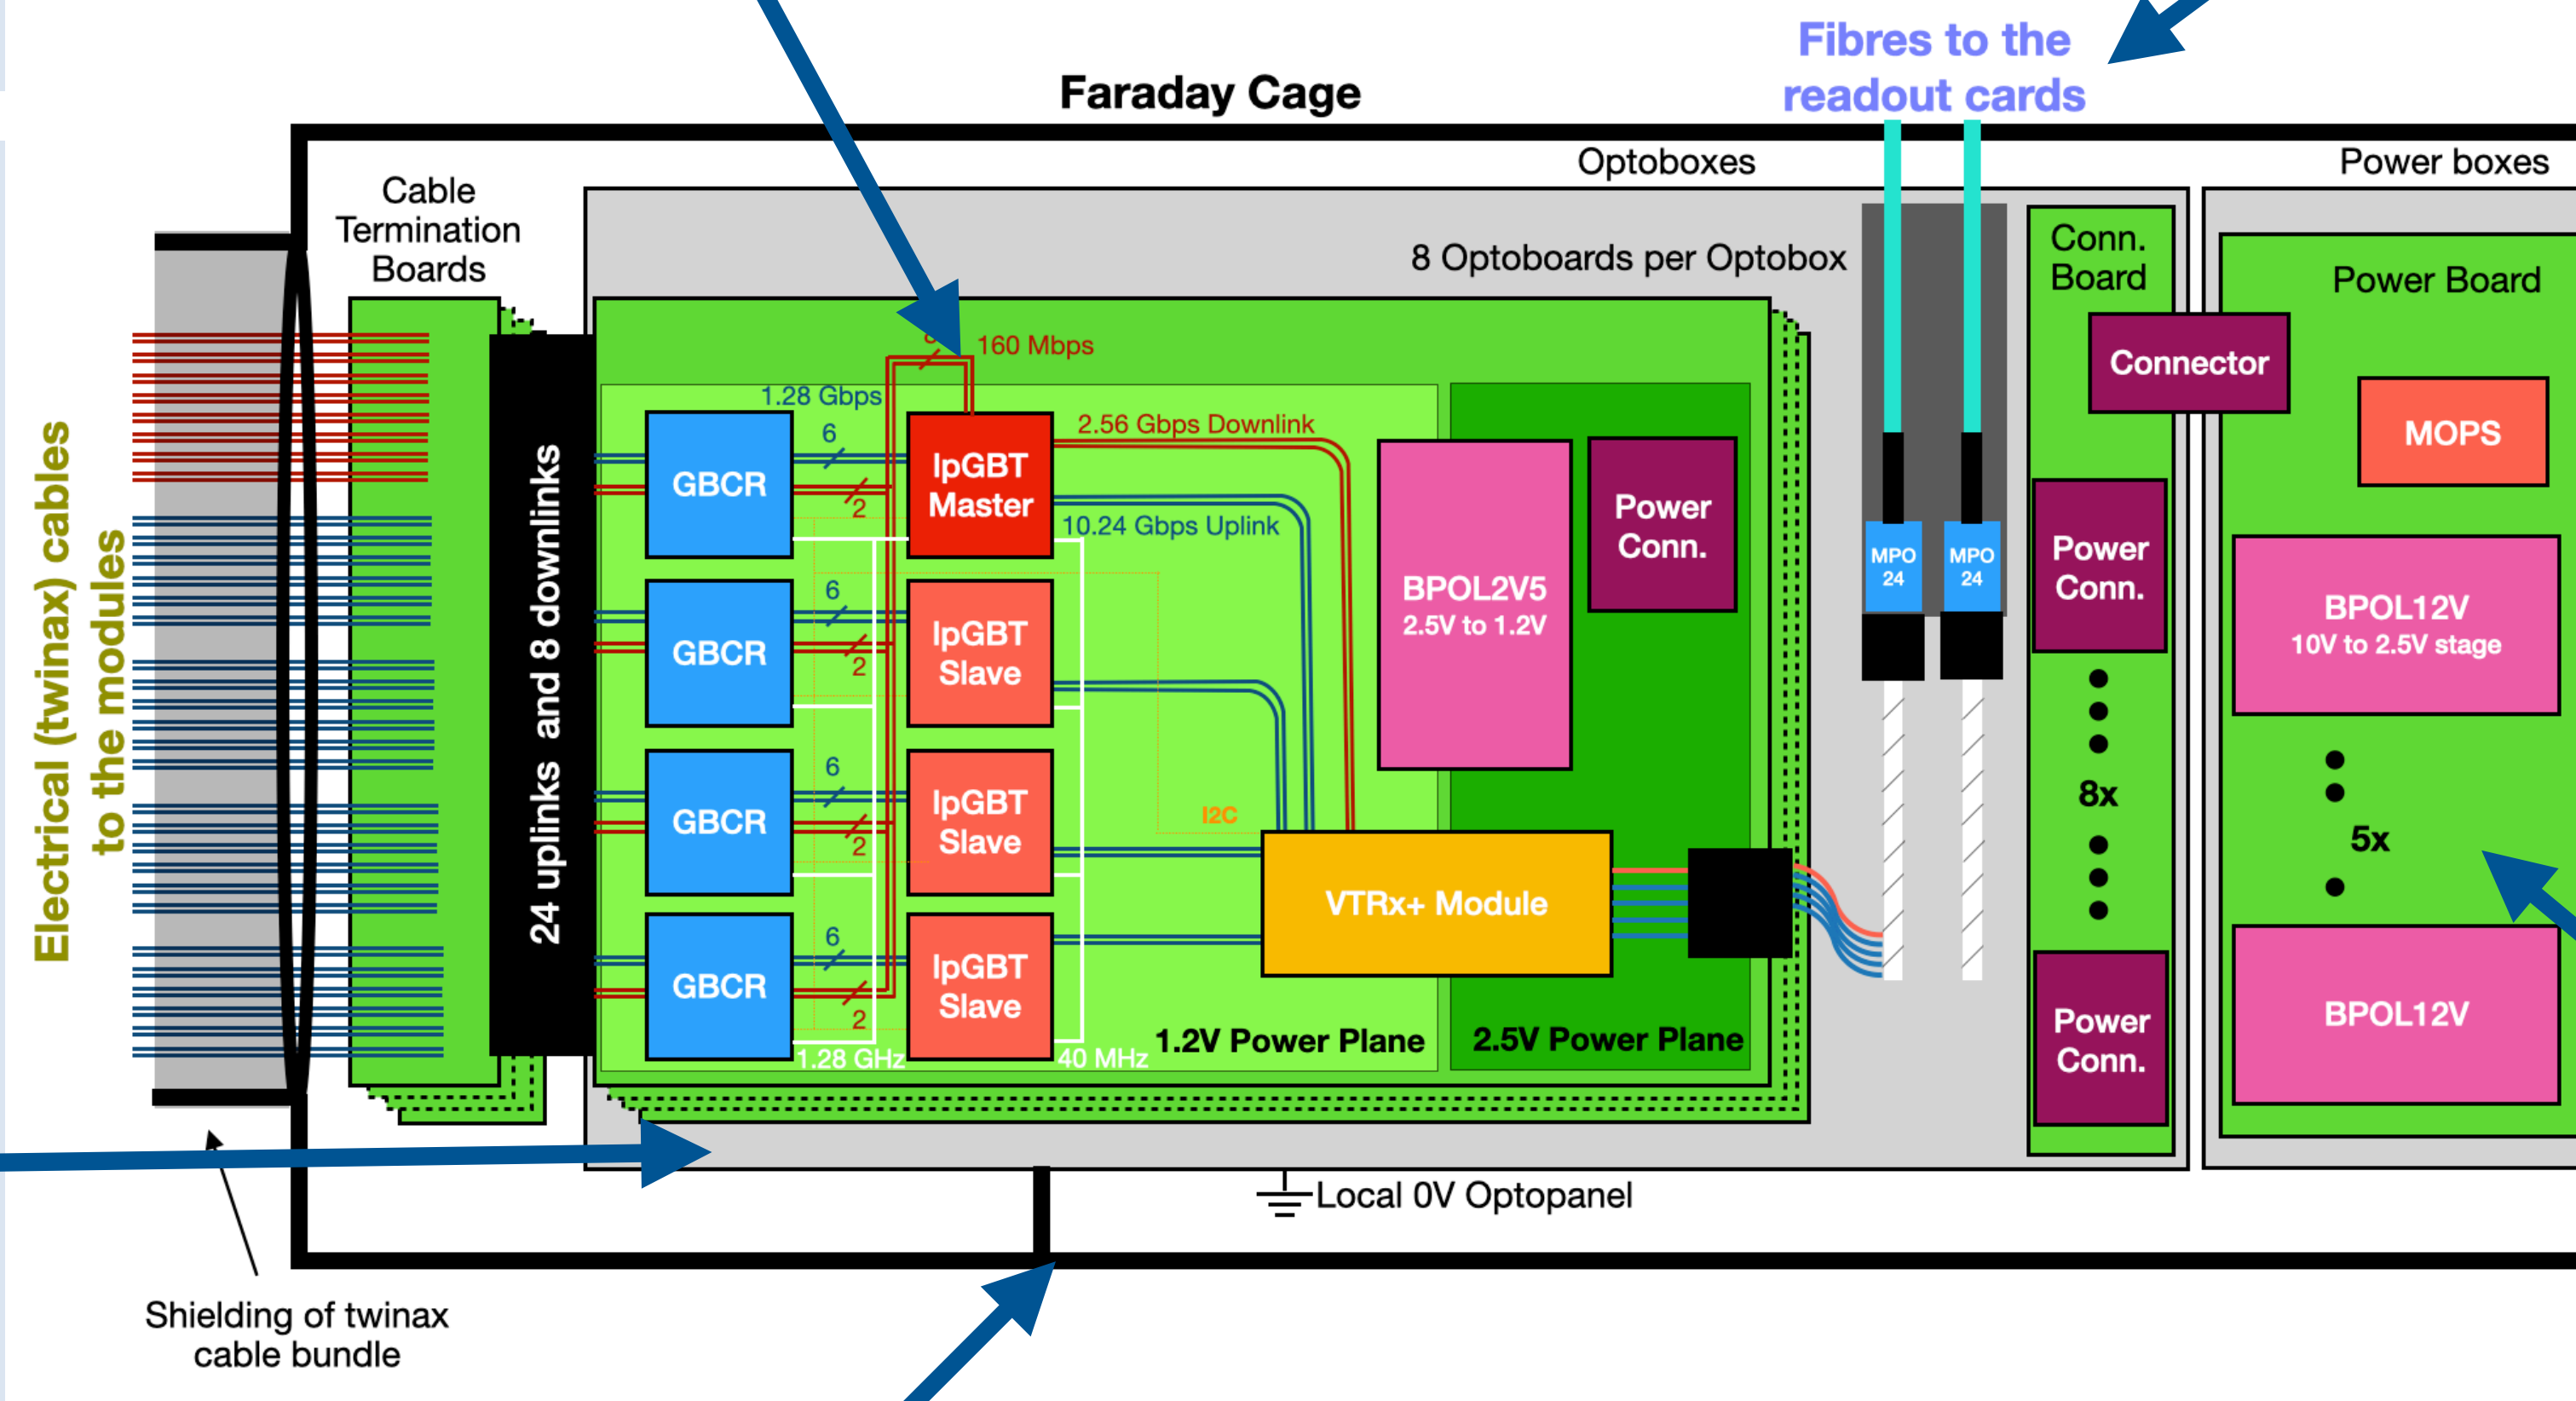 Fibres to the
readout cards
Faraday Cage
Optoboxes
Power boxes
Cable
Termination
Boards
8 Optoboards per Optobox
Conn.
Board
Power Board
Connector
MOPS
160 Mbps
1.28 Gbps
2.56 Gbps Downlink
10.24 Gbps Uplink
Electrical (twinax) cables
to the modules
24 uplinks and 8 downlinks
GBCR
6
2
lpGBT
Master
GBCR
6
2
lpGBT
Slave
GBCR
6
2
lpGBT
Slave
GBCR
6
2
lpGBT
Slave
1.28 GHz
40 MHz
I2C
BPOL2V5
2.5V to 1.2V
Power
Conn.
VTRx+ Module
1.2V Power Plane
2.5V Power Plane
MPO
24
MPO
24
Power
Conn.
8x
Power
Conn.
BPOL12V
10V to 2.5V stage
5x
BPOL12V
Local 0V Optopanel
Shielding of twinax
cable bundle